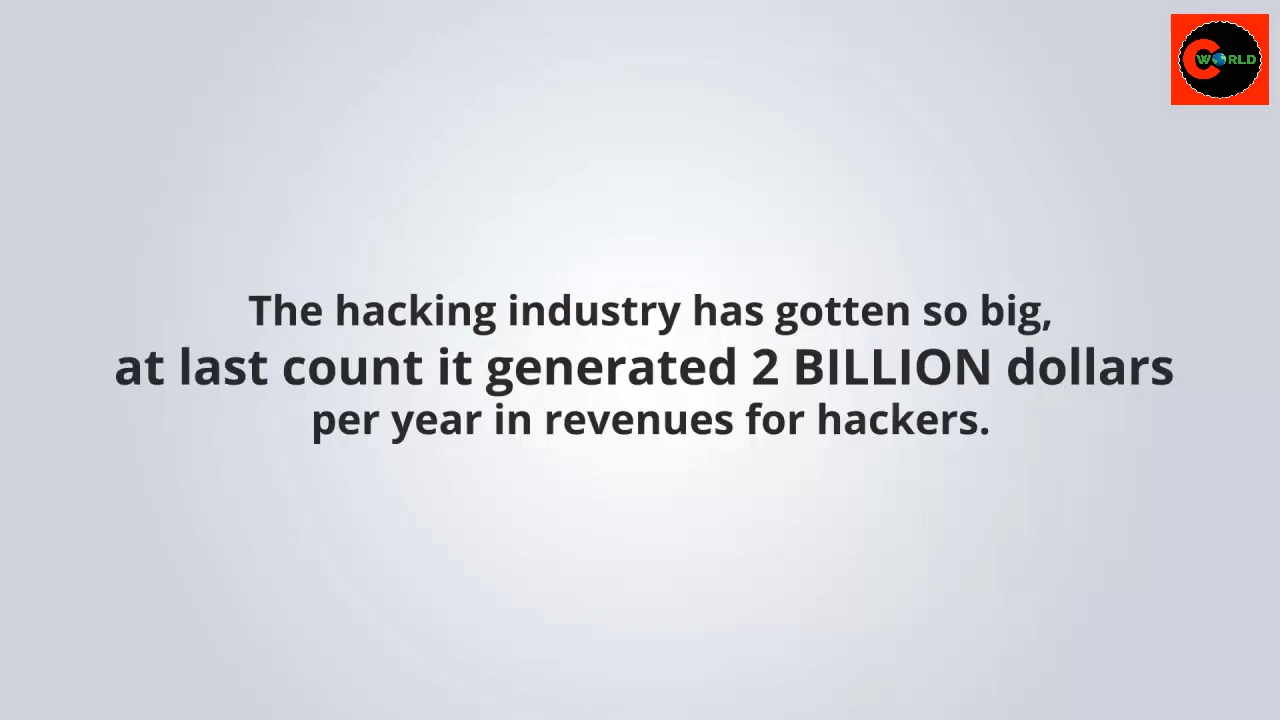 C WORLD
The hacking industry has gotten so big,
at last count it generated 2 BILLION dollars
per year in revenues for hackers.